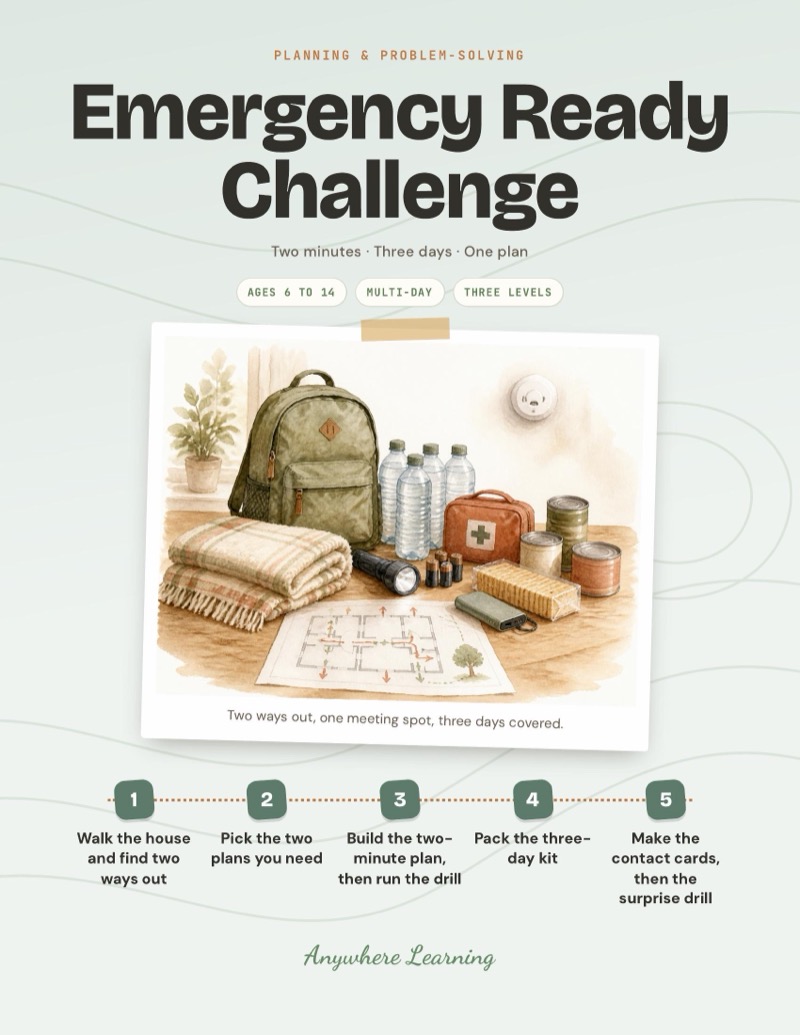 PLANNING & PROBLEM-SOLVING
Emergency Ready
Challenge
Two minutes · Three days · One plan
AGES 6 TO 14
MULTI-DAY
THREE LEVELS
Two ways out, one meeting spot, three days covered.
1
2
3
4
5
Walk the house
and find two
ways out
Pick the two
plans you need
Build the two-
minute plan,
then run the drill
Pack the three-
day kit
Make the
contact cards,
then the
surprise drill
Anywhere Learning